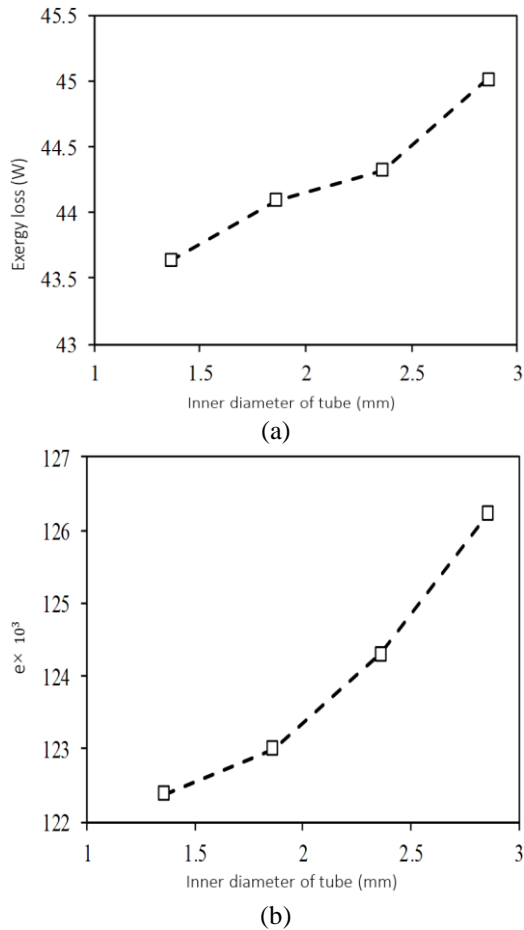 45.5
45
44.5
44
43.5
43
Exergy loss (W)
1 1.5 2 2.5 3
Inner diameter of tube (mm)
(a)
127
126
125
124
123
122
e× 10³
1 1.5 2 2.5 3
Inner diameter of tube (mm)
(b)